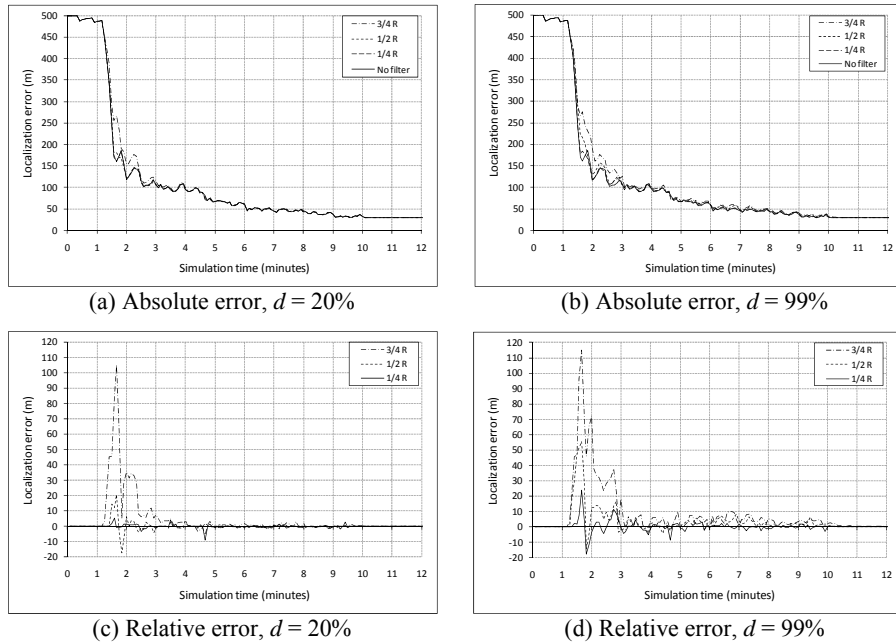 500
450
400
350
300
250
200
150
100
50
0
Localization error (m)
3/4 R
1/2 R
1/4 R
No filter
0 1 2 3 4 5 6 7 8 9 10 11 12
Simulation time (minutes)
(a) Absolute error, d = 20%
500
450
400
350
300
250
200
150
100
50
0
Localization error (m)
3/4 R
1/2 R
1/4 R
No filter
0 1 2 3 4 5 6 7 8 9 10 11 12
Simulation time (minutes)
(b) Absolute error, d = 99%
120
110
100
90
80
70
60
50
40
30
20
10
0
-10
-20
Localization error (m)
3/4 R
1/2 R
1/4 R
0 1 2 3 4 5 6 7 8 9 10 11 12
Simulation time (minutes)
(c) Relative error, d = 20%
120
110
100
90
80
70
60
50
40
30
20
10
0
-10
-20
Localization error (m)
3/4 R
1/2 R
1/4 R
0 1 2 3 4 5 6 7 8 9 10 11 12
Simulation time (minutes)
(d) Relative error, d = 99%